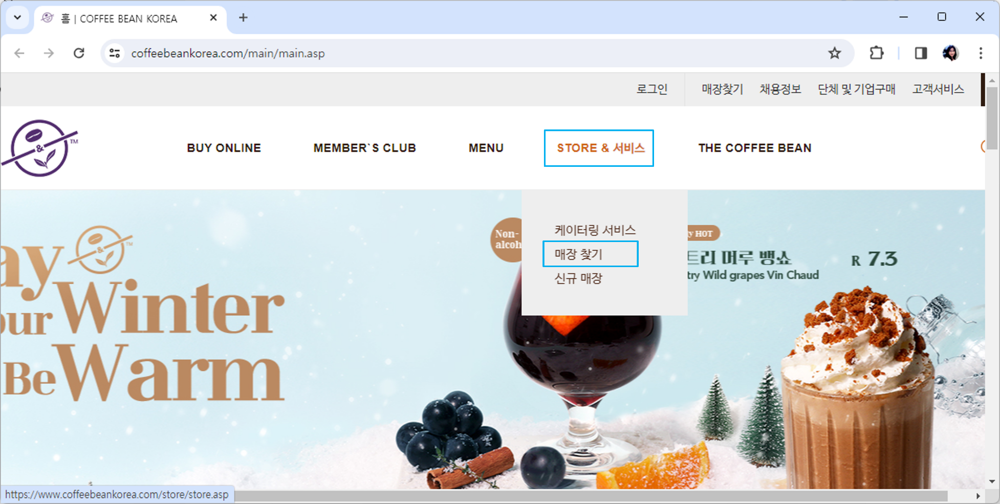 홈 | COFFEE BEAN KOREA
coffeebeankorea.com/main/main.asp
로그인 매장찾기 채용정보 단체 및 기업구매 고객서비스
& TM
BUY ONLINE MEMBER`S CLUB MENU STORE & 서비스 THE COFFEE BEAN
케이터링 서비스
매장 찾기
신규 매장
& TM
ay
our Winter
Be Warm
Non-
alcoh
y HOT
트리 머루 뱅쇼 R 7.3
try Wild grapes Vin Chaud
https://www.coffeebeankorea.com/store/store.asp